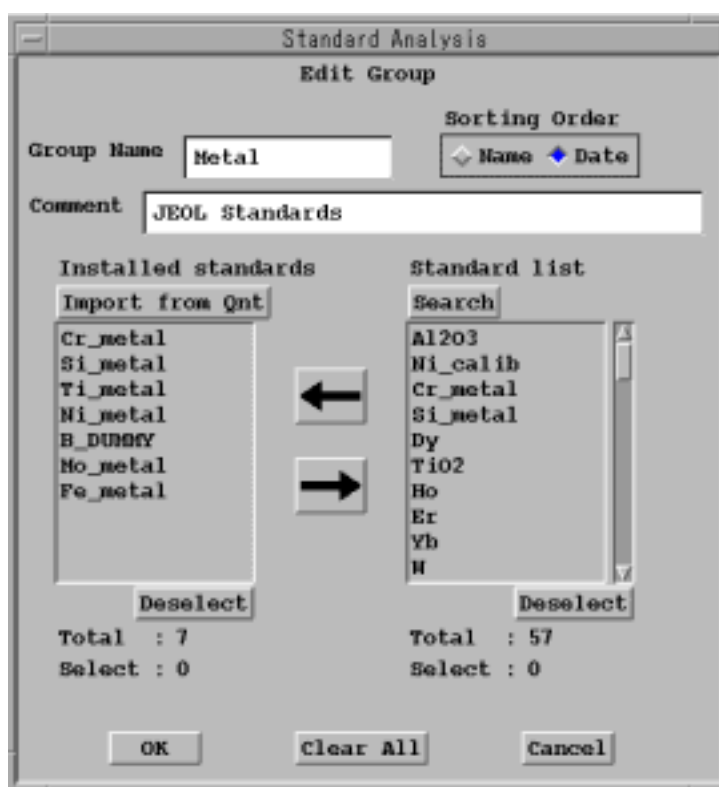 Standard Analysis
Edit Group
Sorting Order
Group Name Metal Name Date
Comment JEOL Standards
Installed standards
Import from Qnt
Cr_metal
Si_metal
Ti_metal
Ni_metal
B_DUMMY
Mo_metal
Fe_metal
Deselect
Total : 7
Select : 0
Standard list
Search
Al2O3
Ni_calib
Cr_metal
Si_metal
Dy
TiO2
Ho
Er
Yb
W
Deselect
Total : 57
Select : 0
OK Clear All Cancel